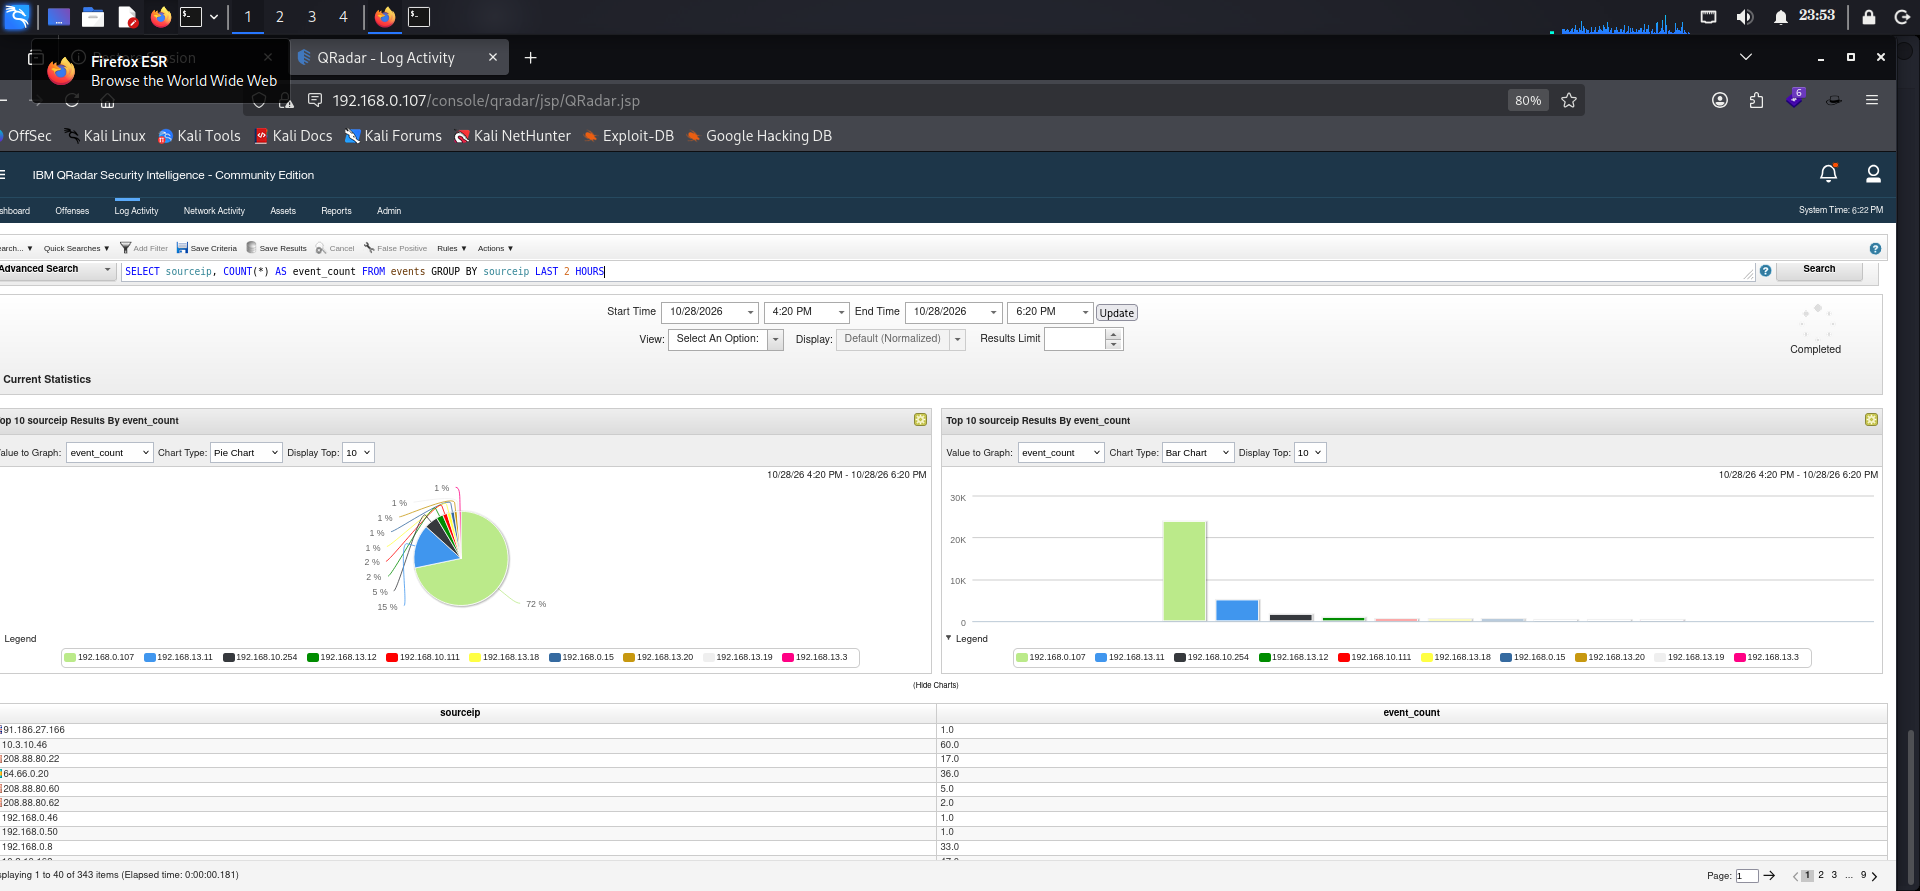 1 2 3 4 23:53
Firefox ESR
Browse the World Wide Web
QRadar - Log Activity
192.168.0.107/console/qradar/jsp/QRadar.jsp 80% 6
OffSec Kali Linux Kali Tools Kali Docs Kali Forums Kali NetHunter Exploit-DB Google Hacking DB
IBM QRadar Security Intelligence - Community Edition
shboard Offenses Log Activity Network Activity Assets Reports Admin System Time: 6:22 PM
earch... Quick Searches Add Filter Save Criteria Save Results Cancel False Positive Rules Actions
Advanced Search SELECT sourceip, COUNT(*) AS event_count FROM events GROUP BY sourceip LAST 2 HOURS Search
Start Time 10/28/2026 4:20 PM End Time 10/28/2026 6:20 PM Update
View: Select An Option: Display: Default (Normalized) Results Limit
Completed
Current Statistics
op 10 sourceip Results By event_count
alue to Graph: event_count Chart Type: Pie Chart Display Top: 10
10/28/26 4:20 PM - 10/28/26 6:20 PM
1 %
1 %
1 %
1 %
1 %
2 %
2 %
5 %
15 %
72 %
Legend
192.168.0.107 192.168.13.11 192.168.10.254 192.168.13.12 192.168.10.111 192.168.13.18 192.168.0.15 192.168.13.20 192.168.13.19 192.168.13.3
Top 10 sourceip Results By event_count
Value to Graph: event_count Chart Type: Bar Chart Display Top: 10
10/28/26 4:20 PM - 10/28/26 6:20 PM
30K
20K
10K
0
Legend
192.168.0.107 192.168.13.11 192.168.10.254 192.168.13.12 192.168.10.111 192.168.13.18 192.168.0.15 192.168.13.20 192.168.13.19 192.168.13.3
(Hide Charts)
sourceip event_count
91.186.27.166 1.0
10.3.10.46 60.0
208.88.80.22 17.0
64.66.0.20 36.0
208.88.80.60 5.0
208.88.80.62 2.0
192.168.0.46 1.0
192.168.0.50 1.0
192.168.0.8 33.0
splaying 1 to 40 of 343 items (Elapsed time: 0:00:00.181) Page: 1 1 2 3 ... 9